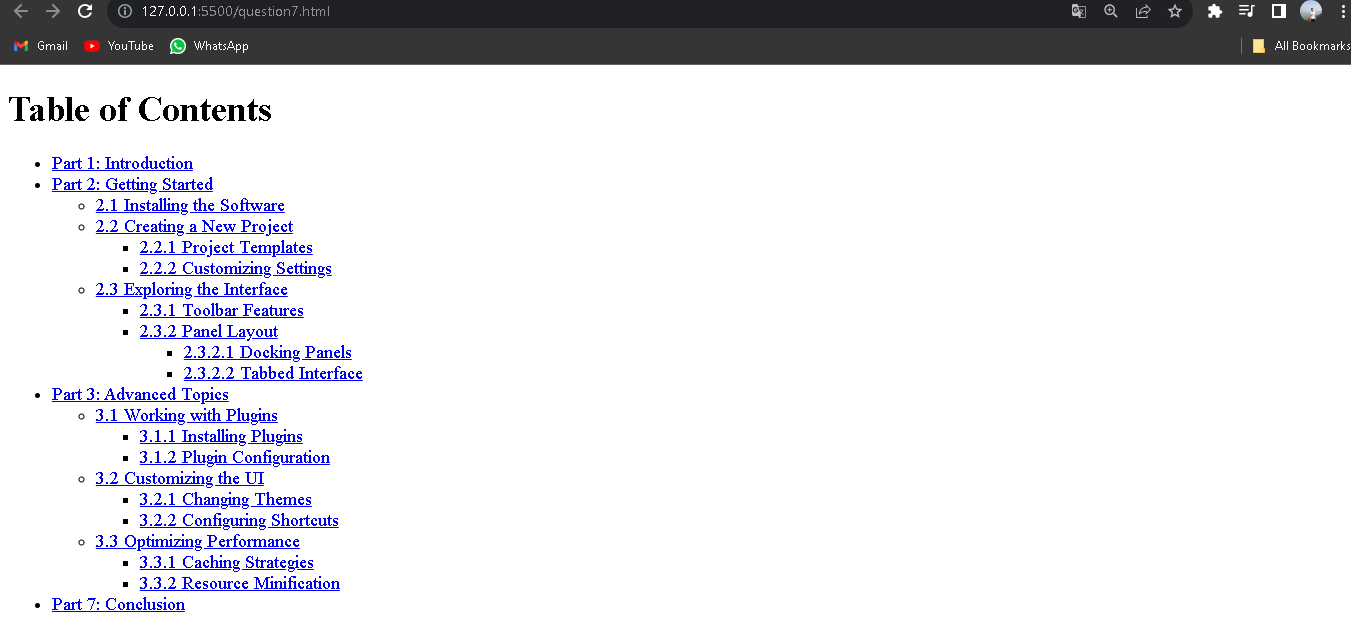 127.0.0.1:5500/question7.html
Gmail YouTube WhatsApp All Bookmarks
Table of Contents
Part 1: Introduction
Part 2: Getting Started
2.1 Installing the Software
2.2 Creating a New Project
2.2.1 Project Templates
2.2.2 Customizing Settings
2.3 Exploring the Interface
2.3.1 Toolbar Features
2.3.2 Panel Layout
2.3.2.1 Docking Panels
2.3.2.2 Tabbed Interface
Part 3: Advanced Topics
3.1 Working with Plugins
3.1.1 Installing Plugins
3.1.2 Plugin Configuration
3.2 Customizing the UI
3.2.1 Changing Themes
3.2.2 Configuring Shortcuts
3.3 Optimizing Performance
3.3.1 Caching Strategies
3.3.2 Resource Minification
Part 7: Conclusion